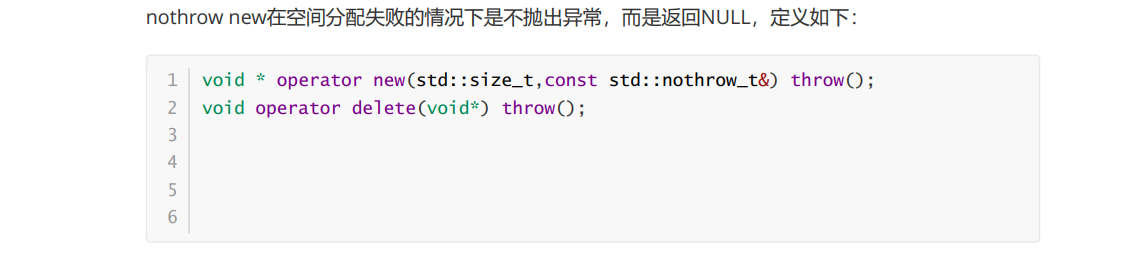 nothrow new在空间分配失败的情况下是不抛出异常，而是返回NULL，定义如下：
1 void * operator new(std::size_t,const std::nothrow_t&) throw();
2 void operator delete(void*) throw();
3
4
5
6